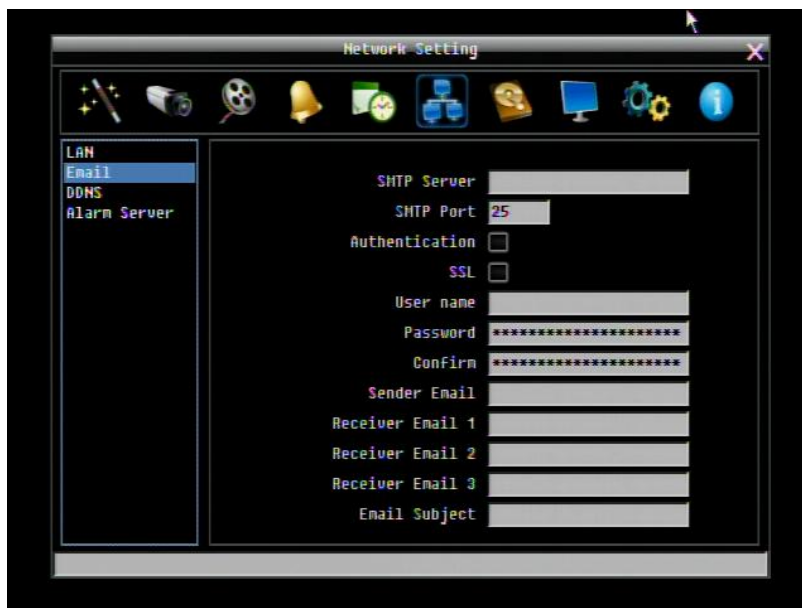 Network Setting
X
i
LAN
Email
DDNS
Alarm Server
SMTP Server
SMTP Port 25
Authentication
SSL
User name
Password *********************
Confirm *********************
Sender Email
Receiver Email 1
Receiver Email 2
Receiver Email 3
Email Subject